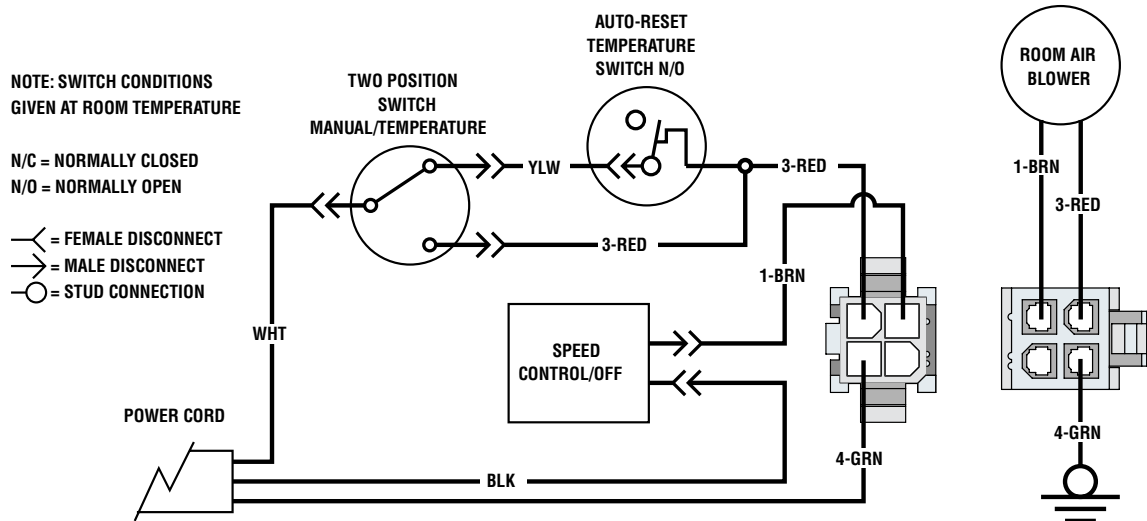 NOTE: SWITCH CONDITIONS
GIVEN AT ROOM TEMPERATURE
N/C = NORMALLY CLOSED
N/O = NORMALLY OPEN
= FEMALE DISCONNECT
= MALE DISCONNECT
= STUD CONNECTION
TWO POSITION
SWITCH
MANUAL/TEMPERATURE
AUTO-RESET
TEMPERATURE
SWITCH N/O
ROOM AIR
BLOWER
YLW
3-RED
1-BRN
3-RED
3-RED
1-BRN
WHT
SPEED
CONTROL/OFF
POWER CORD
4-GRN
4-GRN
BLK